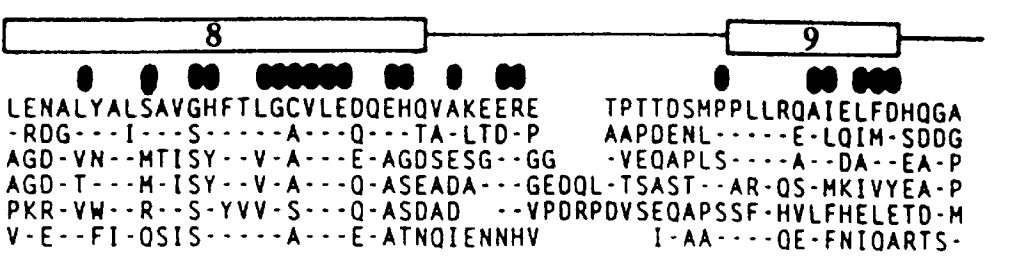 8 9
LENALYALSAVGHFTLGCVLEDQEHQVAKEERE TPTTDSMPPLLRQAIELFDHQGA
-RDG---I---S-----A---Q---TA-LTD-P AAPDENL-----E-LQIM-SDDG
AGD-VN--MTISY--V-A---E-AGDSESG--GG -VEQAPLS-----A--DA--EA-P
AGD-T---M-ISY--V-A---Q-ASEADA---GEDQL-TSAST--AR-QS-MKIVYEA-P
PKR-VW--R--S-YVV-S---Q-ASDAD --VPDRPDVSEQAPSSF-HVLFHELETD-M
V-E--FI-QSIS-----A---E-ATNQIENNHV I-AA----QE-FNIQARTS-